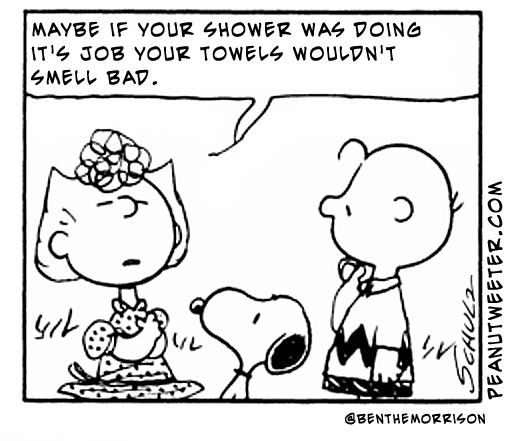 MAYBE IF YOUR SHOWER WAS DOING
IT'S JOB YOUR TOWELS WOULDN'T
SMELL BAD.
SCHULZ
PEANUTWEETER.COM
@BENTHEMORRISON